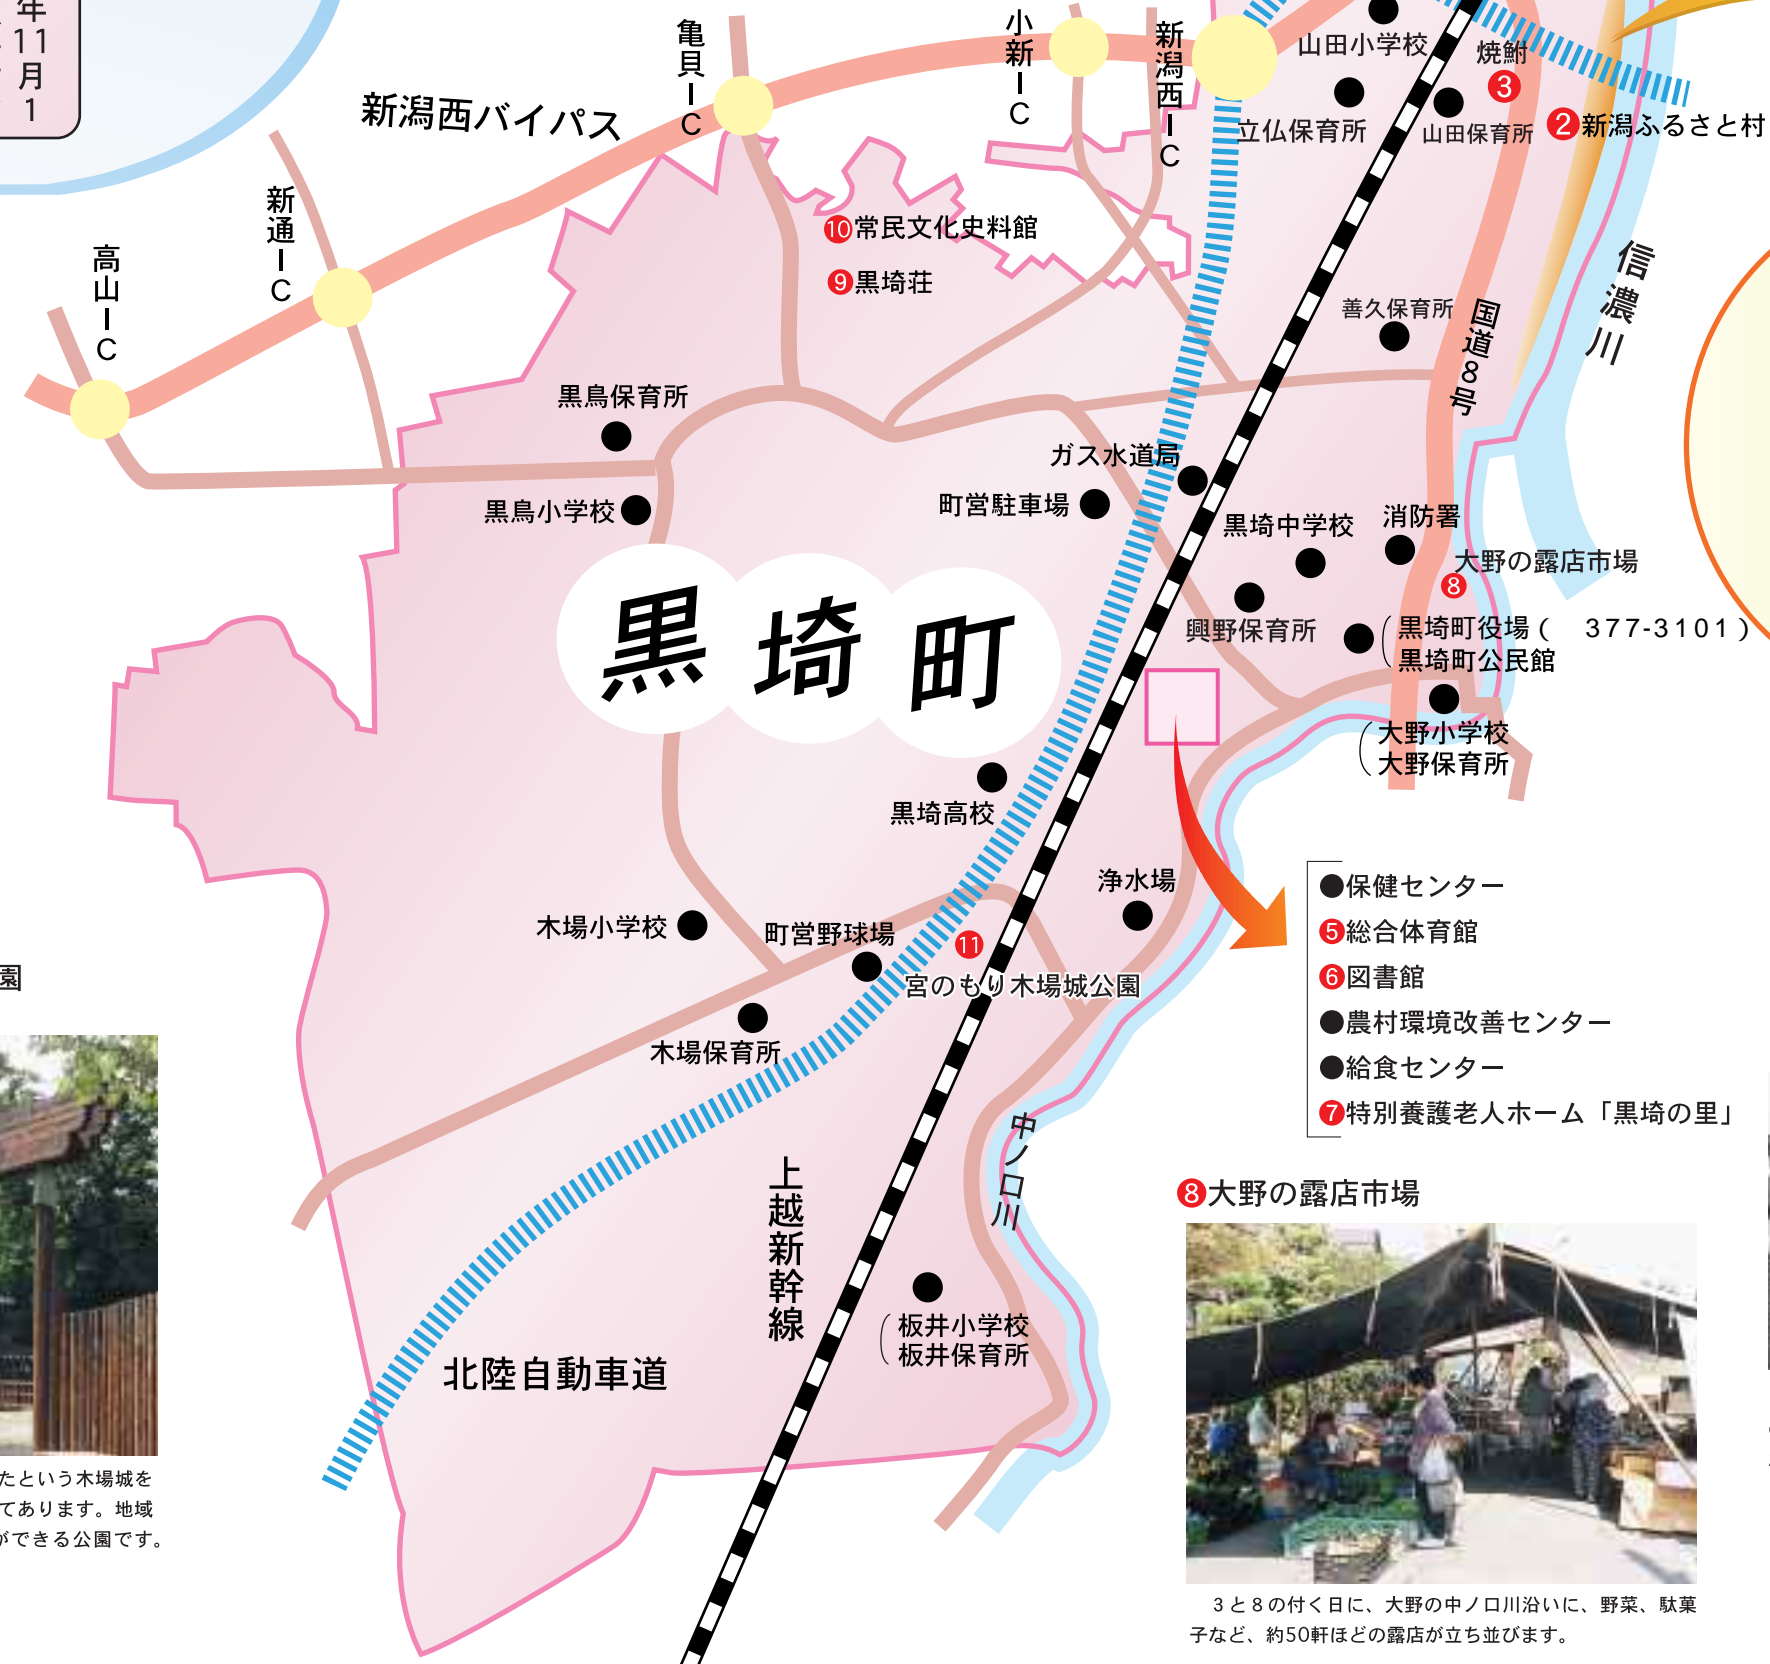 年
11
月
1
新潟西バイパス
亀貝IC
小新IC
新潟西IC
新通IC
高山IC
山田小学校
焼鮒
3
立仏保育所
山田保育所
2新潟ふるさと村
10常民文化史料館
9黒埼荘
信濃川
善久保育所
国道8号
黒鳥保育所
黒鳥小学校
ガス水道局
町営駐車場
黒埼中学校
消防署
大野の露店市場
8
興野保育所
黒埼町役場(　377-3101)
黒埼町公民館
大野小学校
大野保育所
黒埼町
黒埼高校
浄水場
木場小学校
町営野球場
11
宮のもり木場城公園
木場保育所
●保健センター
5総合体育館
6図書館
●農村環境改善センター
●給食センター
7特別養護老人ホーム「黒埼の里」
中ノ口川
上越新幹線
北陸自動車道
板井小学校
板井保育所
園
たという木場城を
てあります。地域
ができる公園です。
8大野の露店市場
3と8の付く日に、大野の中ノ口川沿いに、野菜、駄菓
子など、約50軒ほどの露店が立ち並びます。